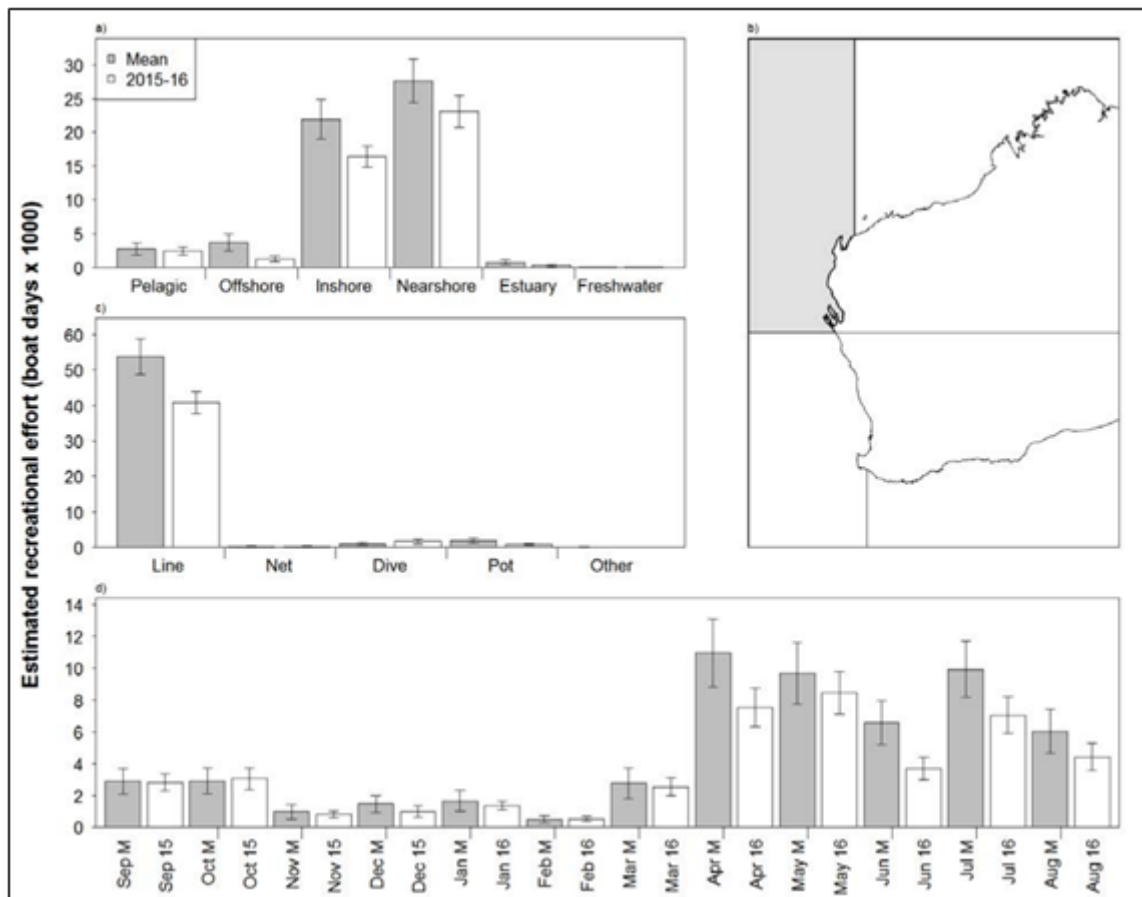 Estimated recreational effort (boat days x 1000)
a)
Mean
2015-16
30
25
20
15
10
5
0
Pelagic Offshore Inshore Nearshore Estuary Freshwater
b)
c)
60
50
40
30
20
10
0
Line Net Dive Pot Other
d)
14
12
10
8
6
4
2
0
Sep M
Sep 15
Oct M
Oct 15
Nov M
Nov 15
Dec M
Dec 15
Jan M
Jan 16
Feb M
Feb 16
Mar M
Mar 16
Apr M
Apr 16
May M
May 16
Jun M
Jun 16
Jul M
Jul 16
Aug M
Aug 16